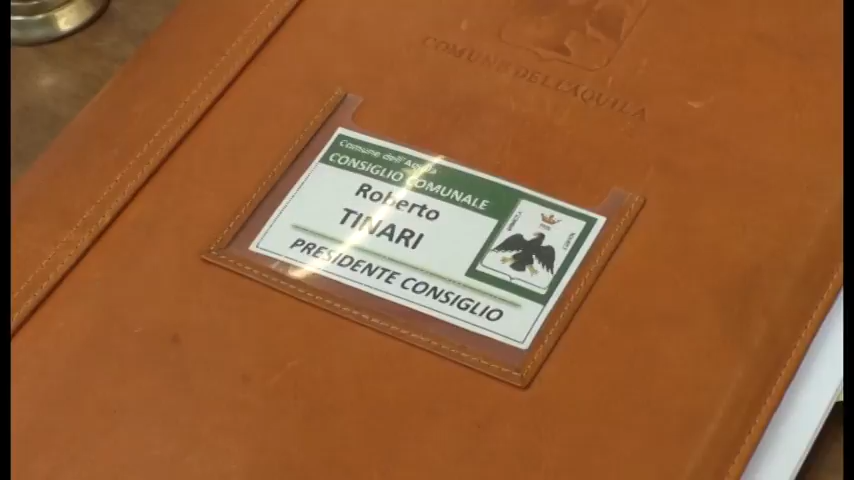 COMUNE DELL'AQUILA
Comune dell' Aquila
CONSIGLIO COMUNALE
Roberto
TINARI
PRESIDENTE CONSIGLIO